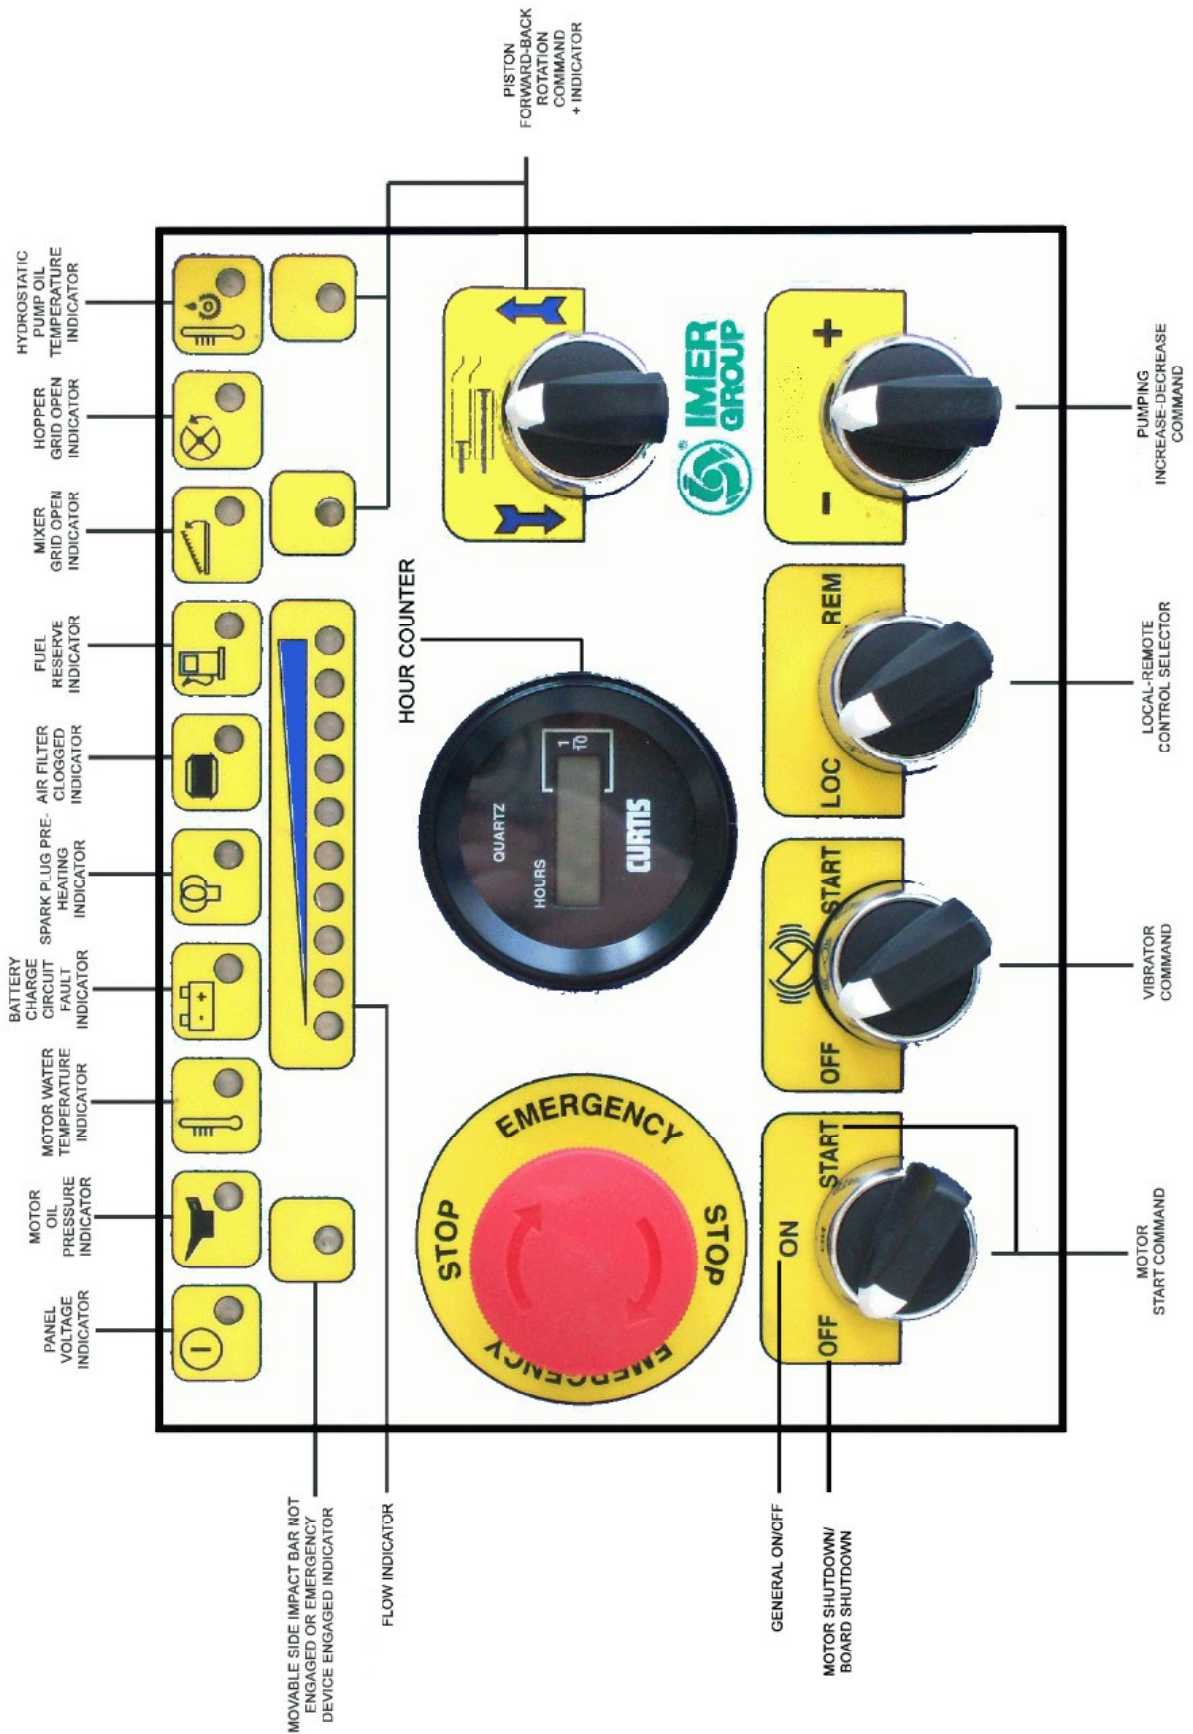 PANEL
VOLTAGE
INDICATOR
MOTOR
OIL
PRESSURE
INDICATOR
MOTOR WATER
TEMPERATURE
INDICATOR
BATTERY
CHARGE
CIRCUIT
FAULT
INDICATOR
SPARK PLUG PRE-
HEATING
INDICATOR
AIR FILTER
CLOGGED
INDICATOR
FUEL
RESERVE
INDICATOR
MIXER
GRID OPEN
INDICATOR
HOPPER
GRID OPEN
INDICATOR
HYDROSTATIC
PUMP OIL
TEMPERATURE
INDICATOR
MOVABLE SIDE IMPACT BAR NOT
ENGAGED OR EMERGENCY
DEVICE ENGAGED INDICATOR
FLOW INDICATOR
PISTON
FORWARD-BACK
ROTATION
COMMAND
+ INDICATOR
HOUR COUNTER
STOP
EMERGENCY
STOP
EMERGENCY
QUARTZ
HOURS
1
10
CURTIS
IMER
GROUP
®
GENERAL ON/OFF
MOTOR SHUTDOWN/
BOARD SHUTDOWN
ON
OFF START
OFF START
LOC REM
- +
MOTOR
START COMMAND
VIBRATOR
COMMAND
LOCAL-REMOTE
CONTROL SELECTOR
PUMPING
INCREASE-DECREASE
COMMAND